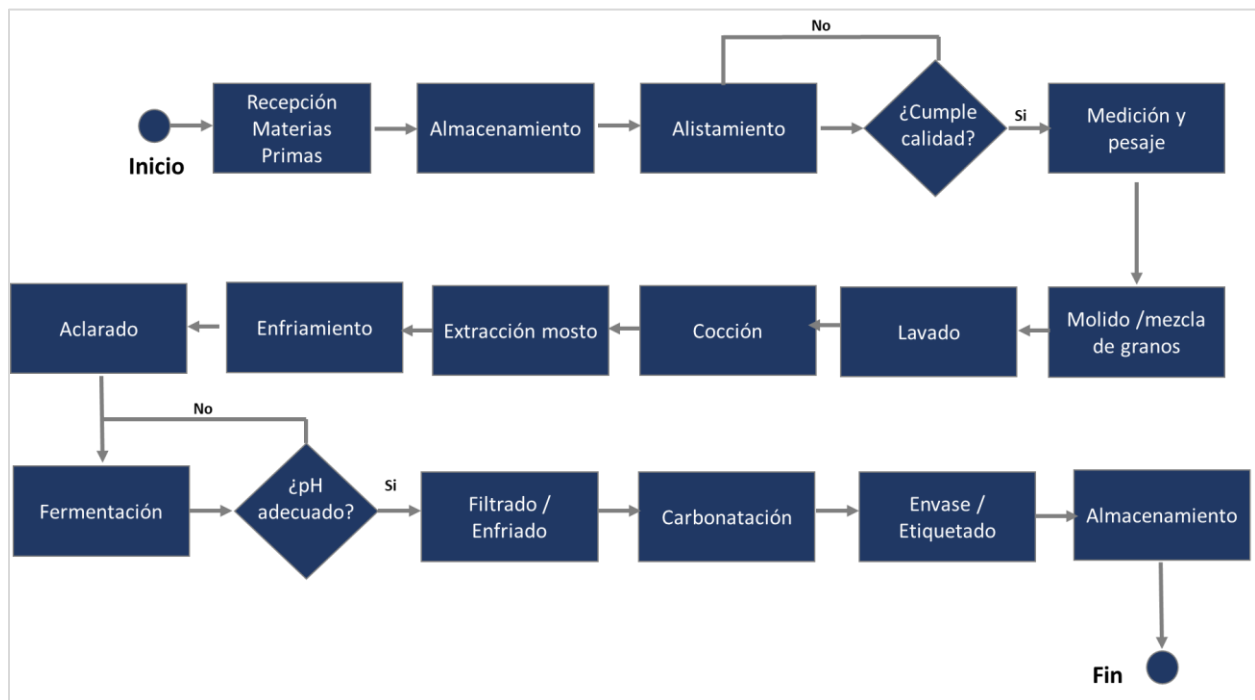 No
Recepción
Materias
Primas
Almacenamiento
Alistamiento
¿Cumple
calidad?
Si
Medición y
pesaje
Inicio
Aclarado
Enfriamiento
Extracción mosto
Cocción
Lavado
Molido /mezcla
de granos
No
Fermentación
¿pH
adecuado?
Si
Filtrado /
Enfriado
Carbonatación
Envase /
Etiquetado
Almacenamiento
Fin